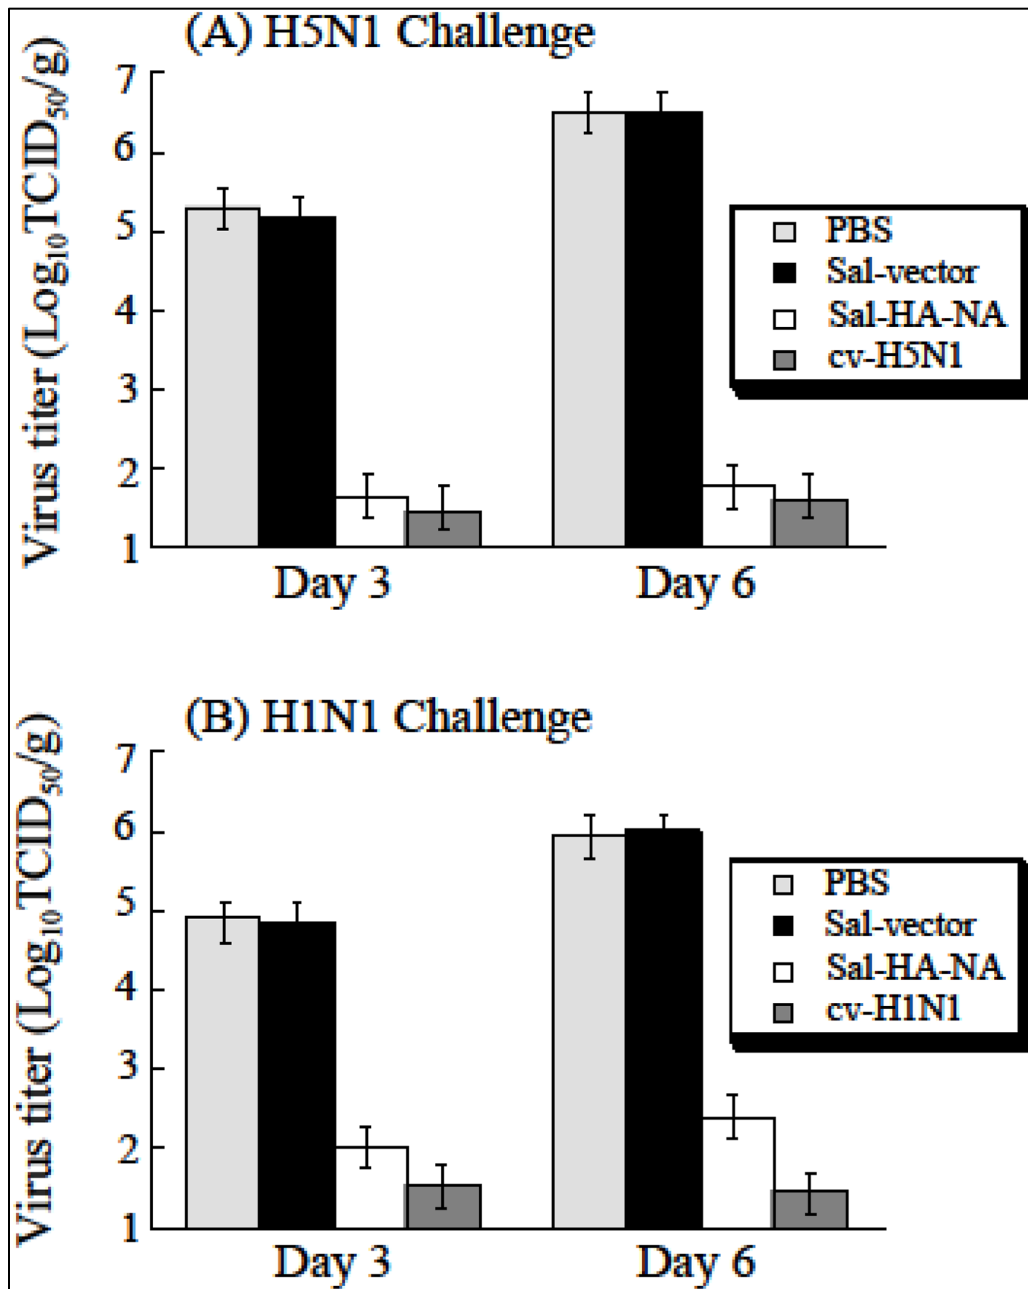 (A) H5N1 Challenge
Virus titer (Log₁₀TCID₅₀/g)
7
6
5
4
3
2
1
Day 3
Day 6
PBS
Sal-vector
Sal-HA-NA
cv-H5N1
(B) H1N1 Challenge
Virus titer (Log₁₀TCID₅₀/g)
7
6
5
4
3
2
1
Day 3
Day 6
PBS
Sal-vector
Sal-HA-NA
cv-H1N1